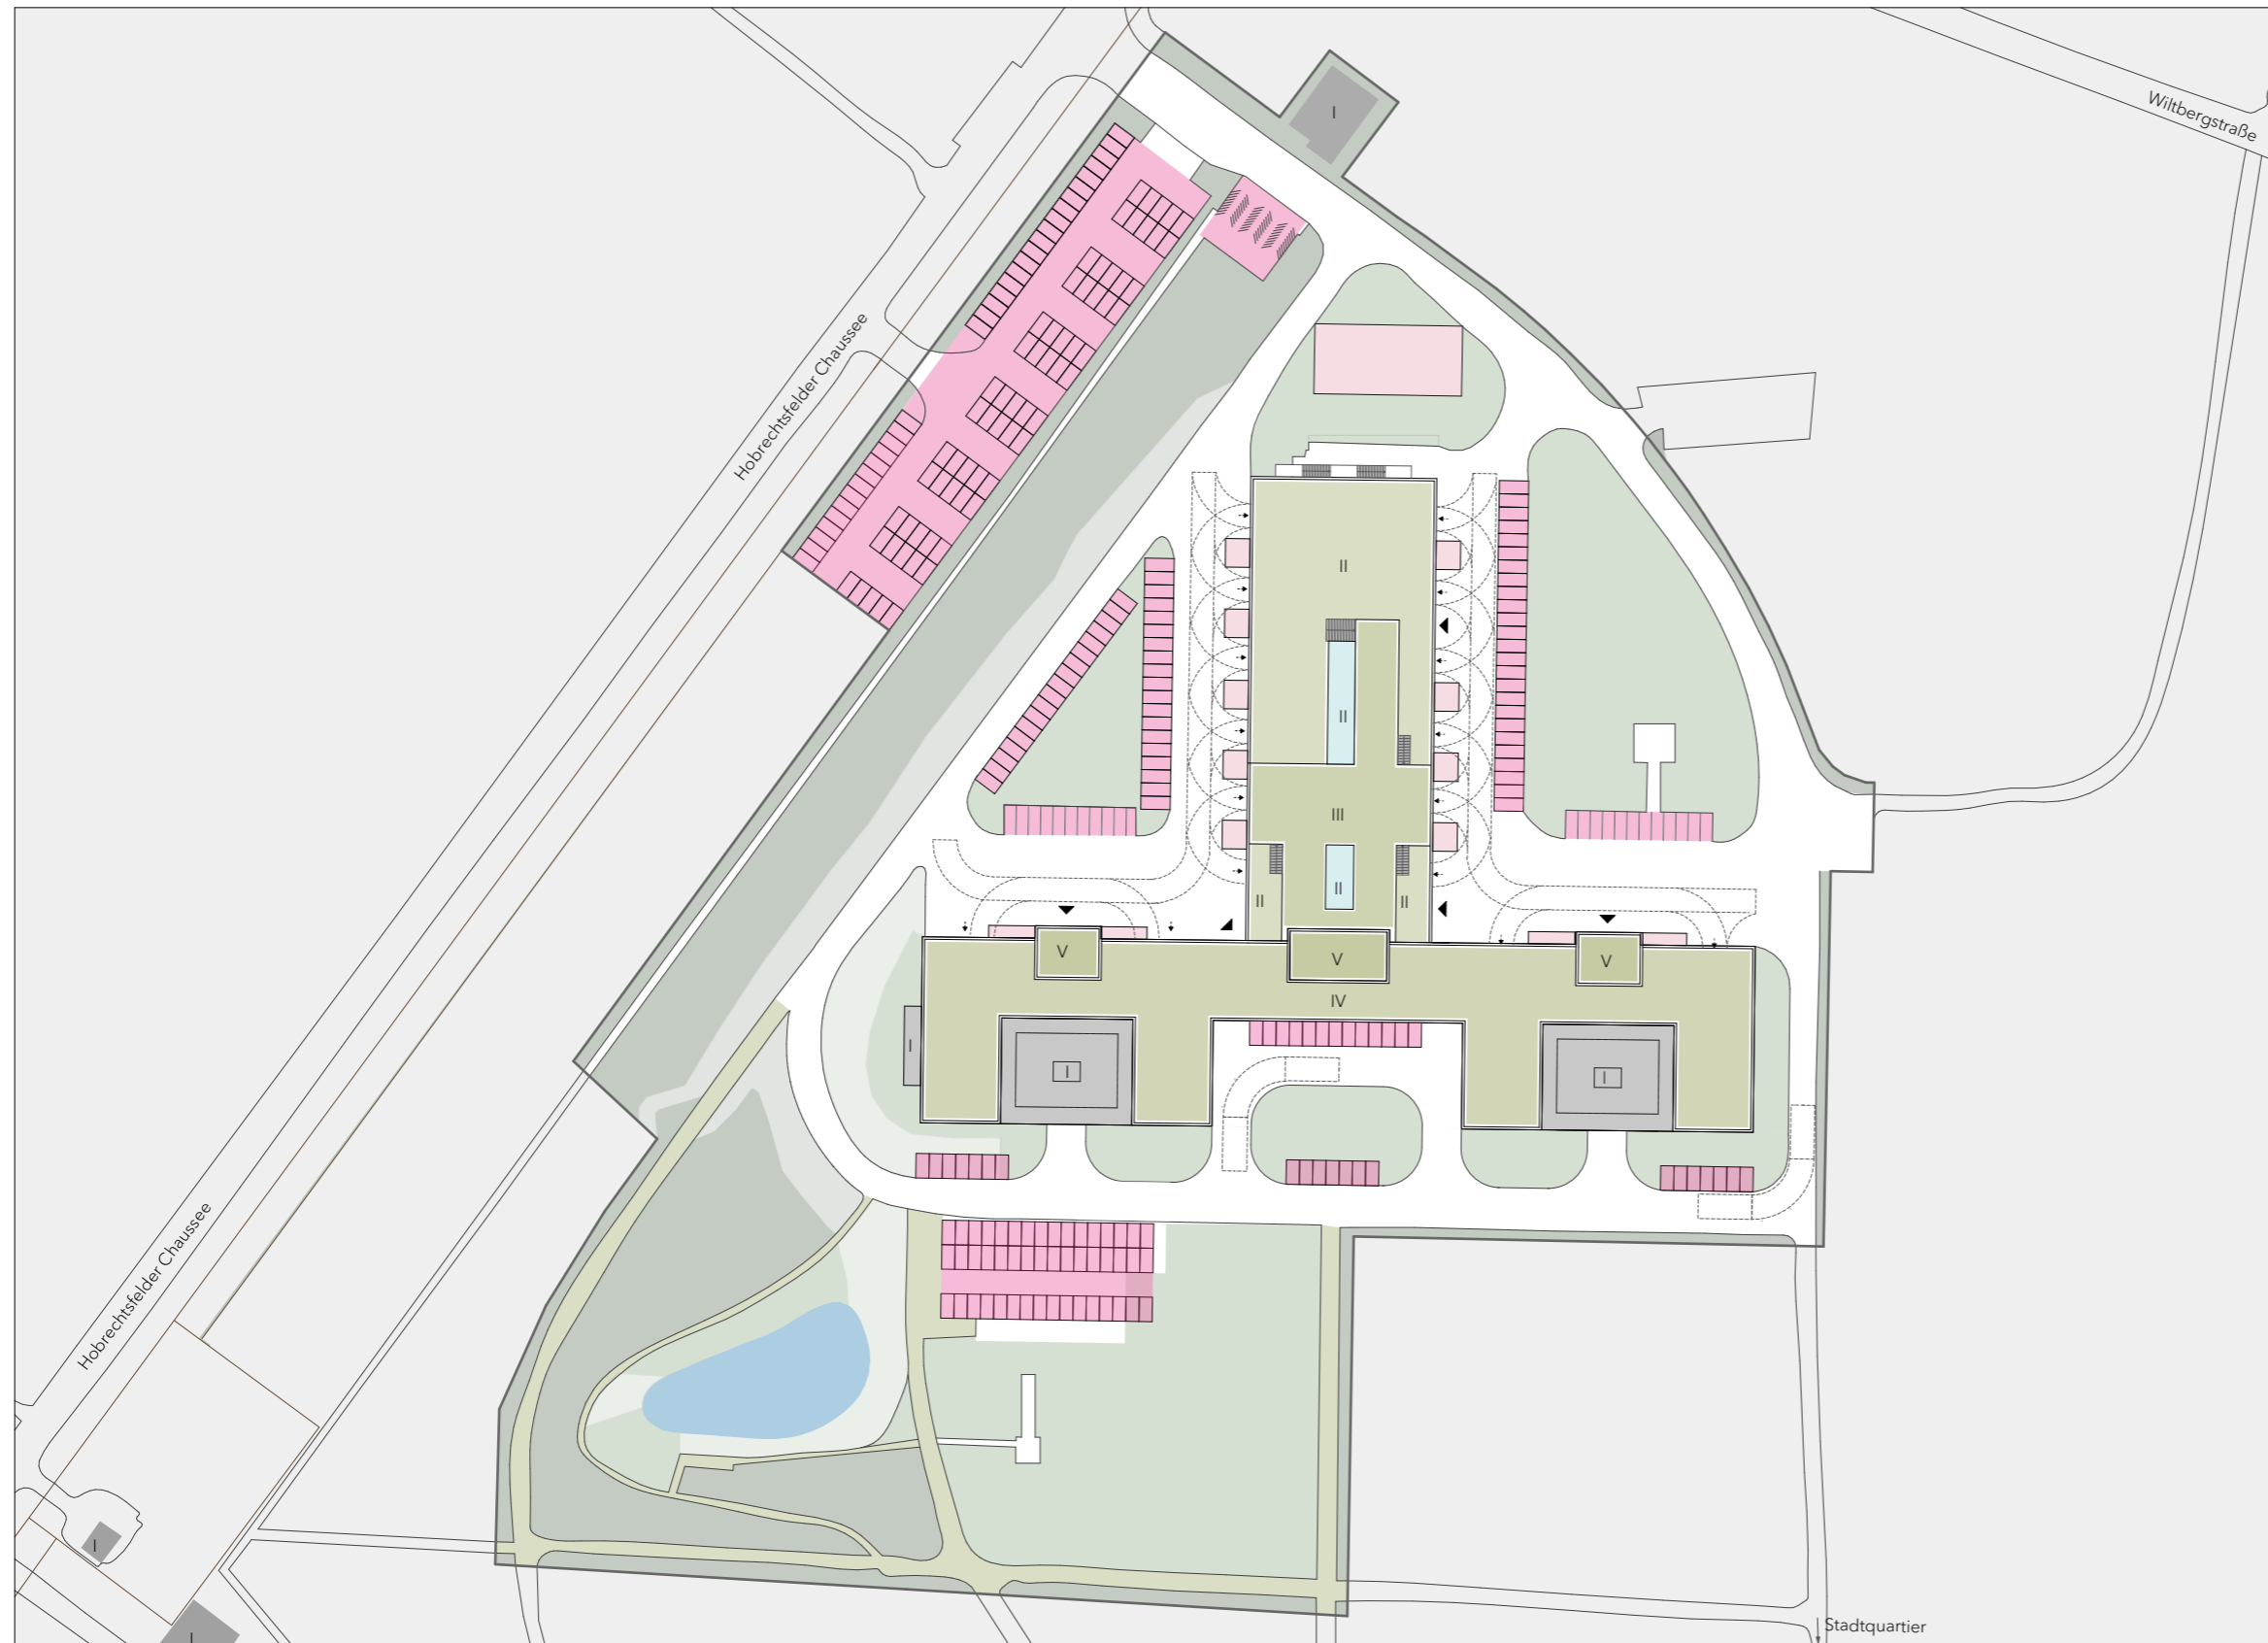 Wiltbergstraße
I
Hobrechtsfelder Chaussee
II
II
III
II
II
II
V
V
V
IV
I
I
I
Hobrechtsfelder Chaussee
I
I
Stadtquartier